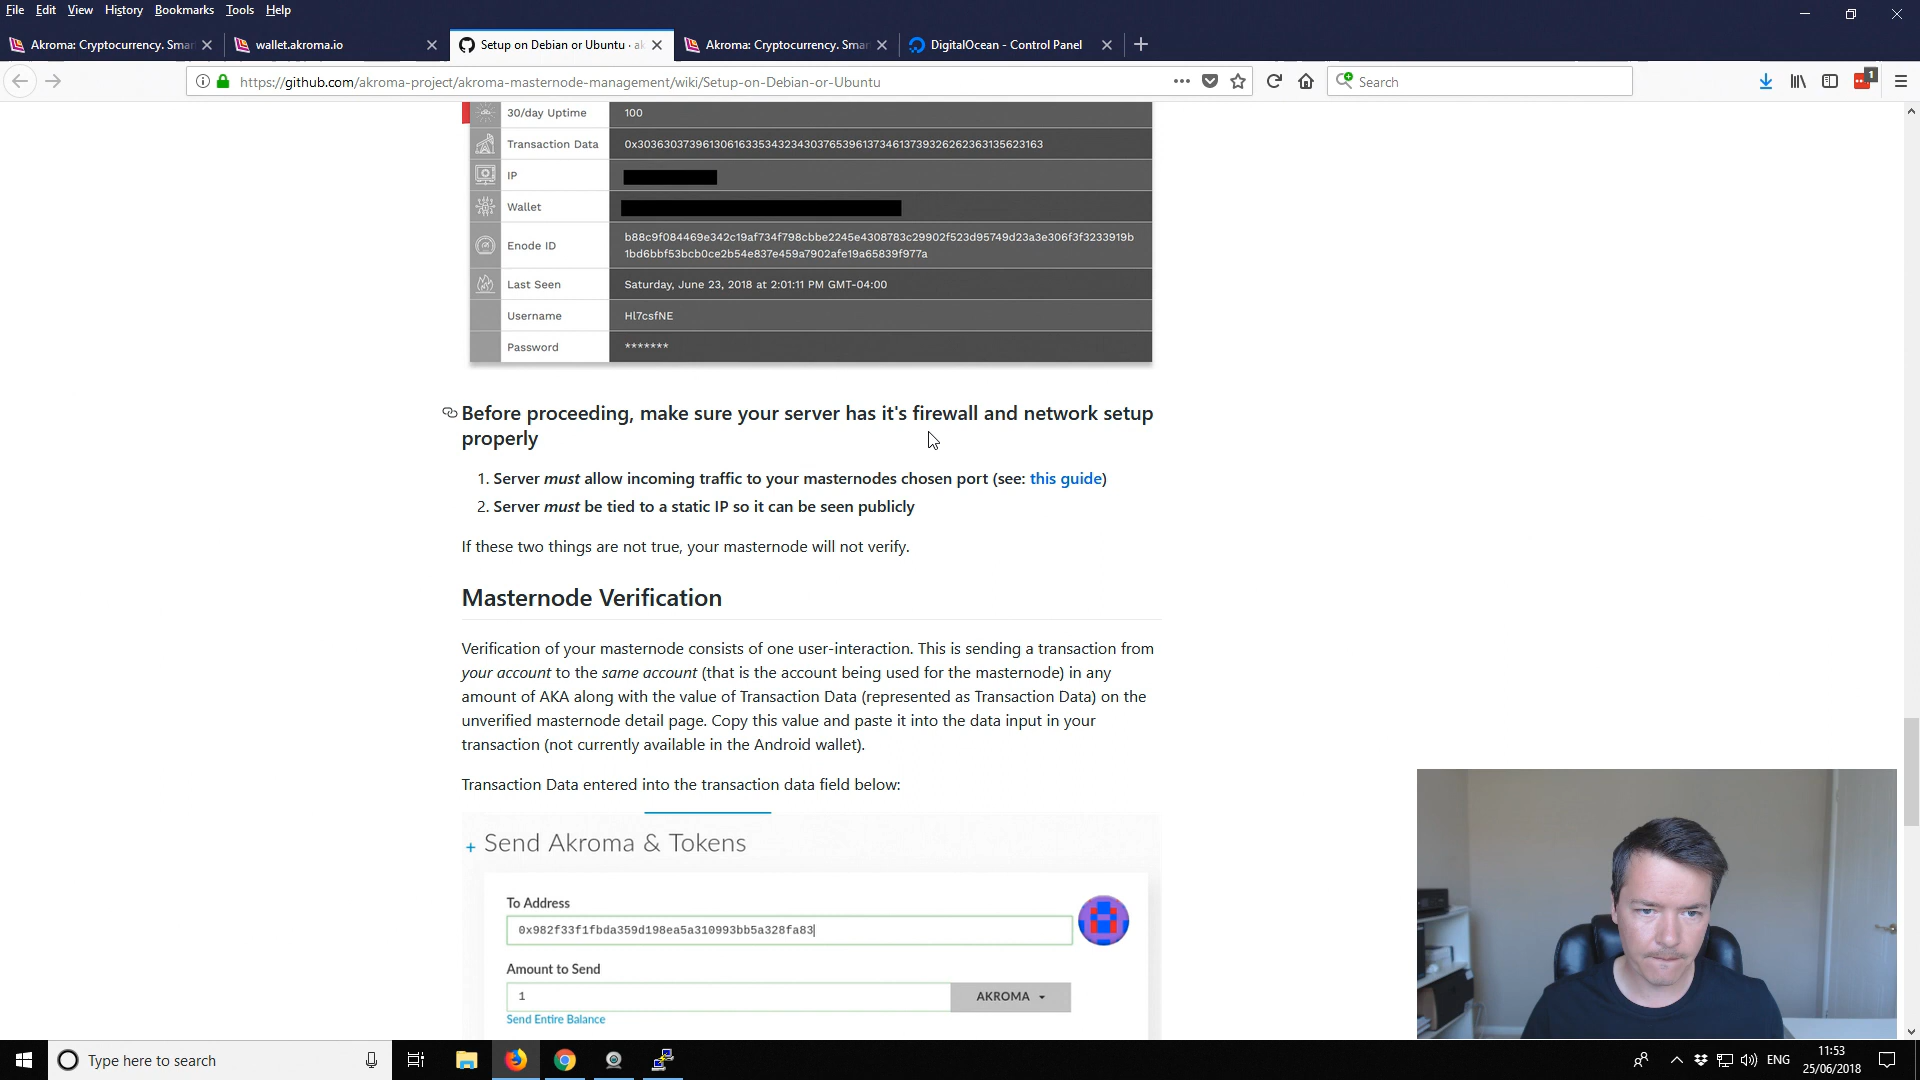 File Edit View History Bookmarks Tools Help
Akroma: Cryptocurrency. Smar
wallet.akroma.io
Setup on Debian or Ubuntu · ak
Akroma: Cryptocurrency. Smar
DigitalOcean - Control Panel
https://github.com/akroma-project/akroma-masternode-management/wiki/Setup-on-Debian-or-Ubuntu
Search
1
30/day Uptime 100
Transaction Data 0x303630373961306163353432343037653961373461373932626236313562 3163
IP
Wallet
Enode ID b88c9f084469e342c19af734f798cbbe2245e4308783c29902f523d95749d23a3e306f3f3233919b
1bd6bbf53bcb0ce2b54e837e459a7902afe19a65839f977a
Last Seen Saturday, June 23, 2018 at 2:01:11 PM GMT-04:00
Username Hl7csfNE
Password *******
Before proceeding, make sure your server has it's firewall and network setup
properly
1. Server must allow incoming traffic to your masternodes chosen port (see: this guide)
2. Server must be tied to a static IP so it can be seen publicly
If these two things are not true, your masternode will not verify.
Masternode Verification
Verification of your masternode consists of one user-interaction. This is sending a transaction from
your account to the same account (that is the account being used for the masternode) in any
amount of AKA along with the value of Transaction Data (represented as Transaction Data) on the
unverified masternode detail page. Copy this value and paste it into the data input in your
transaction (not currently available in the Android wallet).
Transaction Data entered into the transaction data field below:
+ Send Akroma & Tokens
To Address
0x982f33f1fbda359d198ea5a310993bb5a328fa83
Amount to Send
1 AKROMA
Send Entire Balance
Type here to search
ENG
11:53
25/06/2018